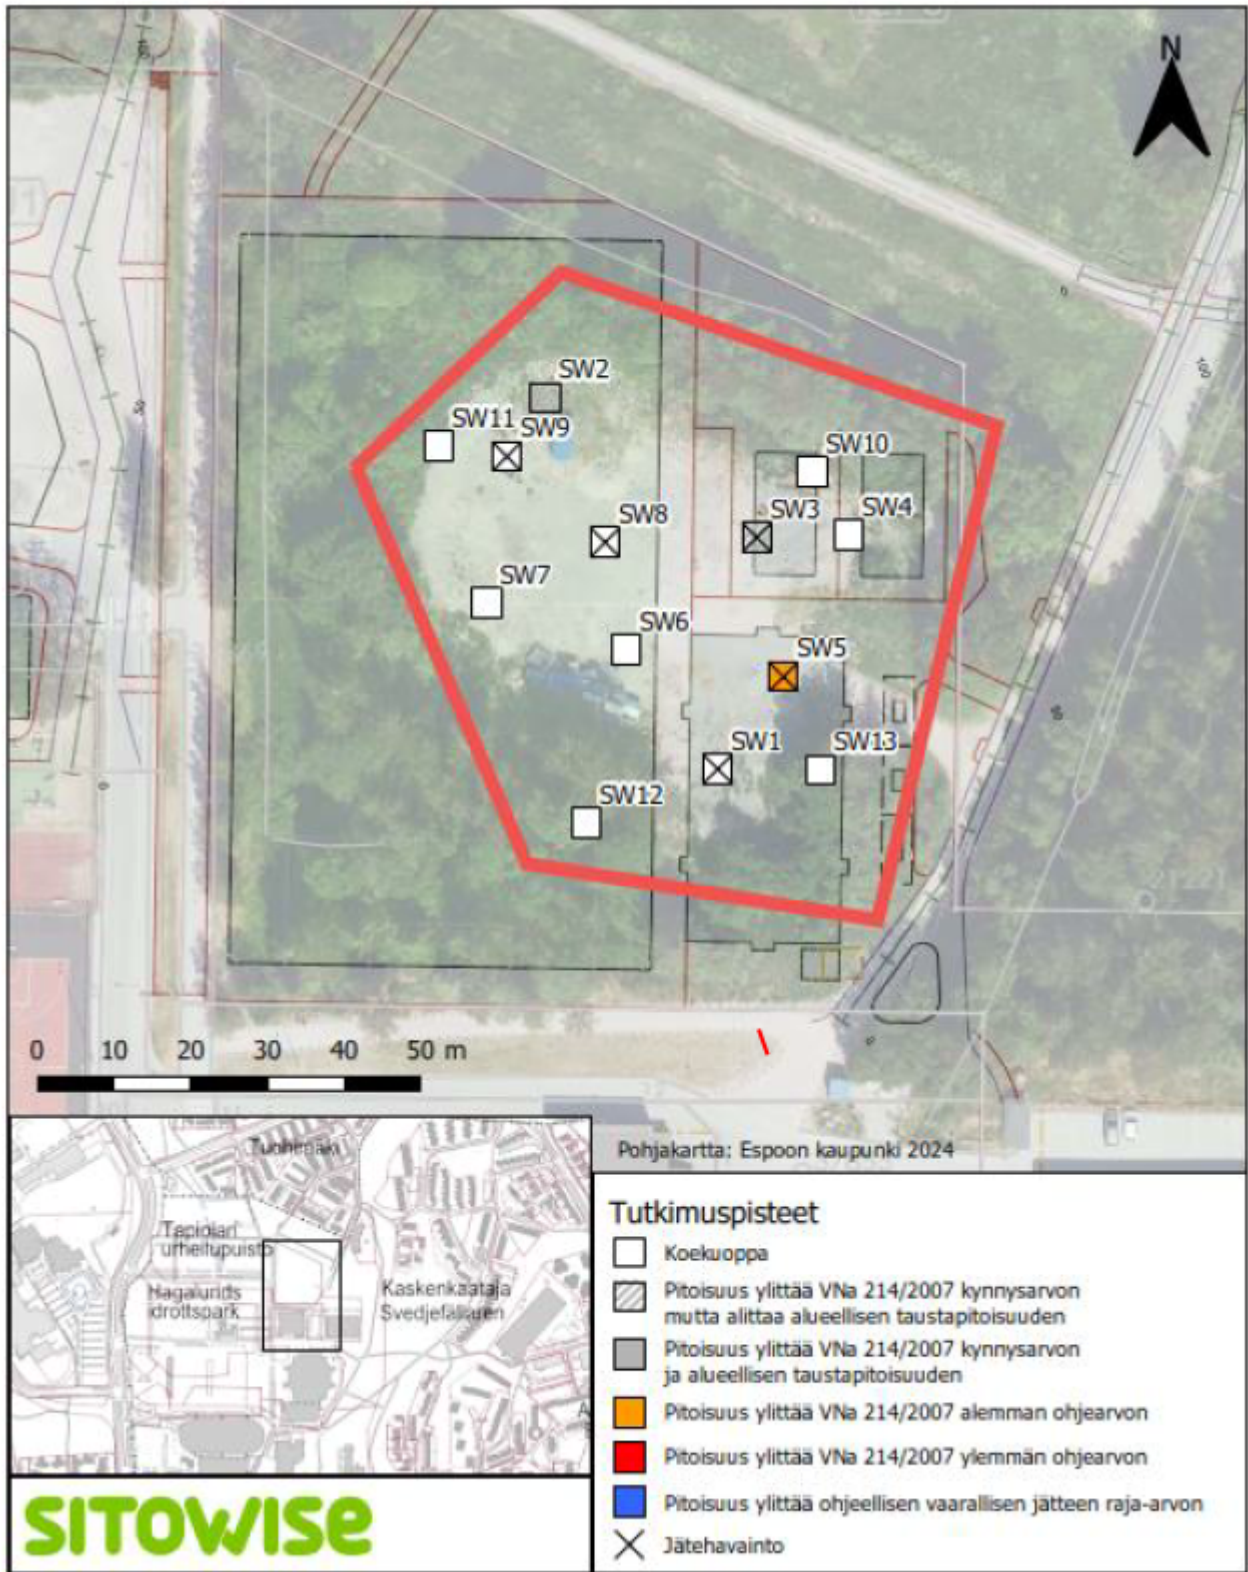 N
SW2
SW11
SW9
SW10
SW8
SW3
SW4
SW7
SW6
SW5
SW1
SW13
SW12
0 10 20 30 40 50 m
Pohjakartta: Espoon kaupunki 2024
Tapiolan
urheilupuisto
Hagalunds
idrottspark
Kaskenkaataja
Svedjefallaren
Tutkimuspisteet
Koekuoppa
Pitoisuus ylittää VNa 214/2007 kynnysarvon
mutta alittaa alueellisen taustapitoisuuden
Pitoisuus ylittää VNa 214/2007 kynnysarvon
ja alueellisen taustapitoisuuden
Pitoisuus ylittää VNa 214/2007 alemman ohjearvon
Pitoisuus ylittää VNa 214/2007 ylemmän ohjearvon
Pitoisuus ylittää ohjeellisen vaarallisen jätteen raja-arvon
Jätehavainto
SITOWISE